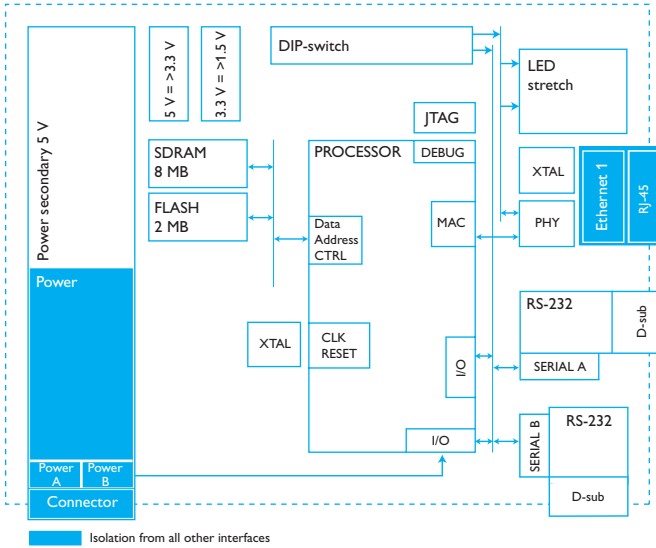 Power secondary 5 V
5 V = >3.3 V
3.3 V = >1.5 V
DIP-switch
LED
stretch
JTAG
PROCESSOR
DEBUG
SDRAM
8 MB
FLASH
2 MB
Data
Address
CTRL
MAC
XTAL
PHY
Ethernet 1
RJ-45
Power
XTAL
CLK
RESET
I/O
RS-232
D-sub
SERIAL A
I/O
SERIAL B
RS-232
D-sub
Power
A
Power
B
Connector
Isolation from all other interfaces